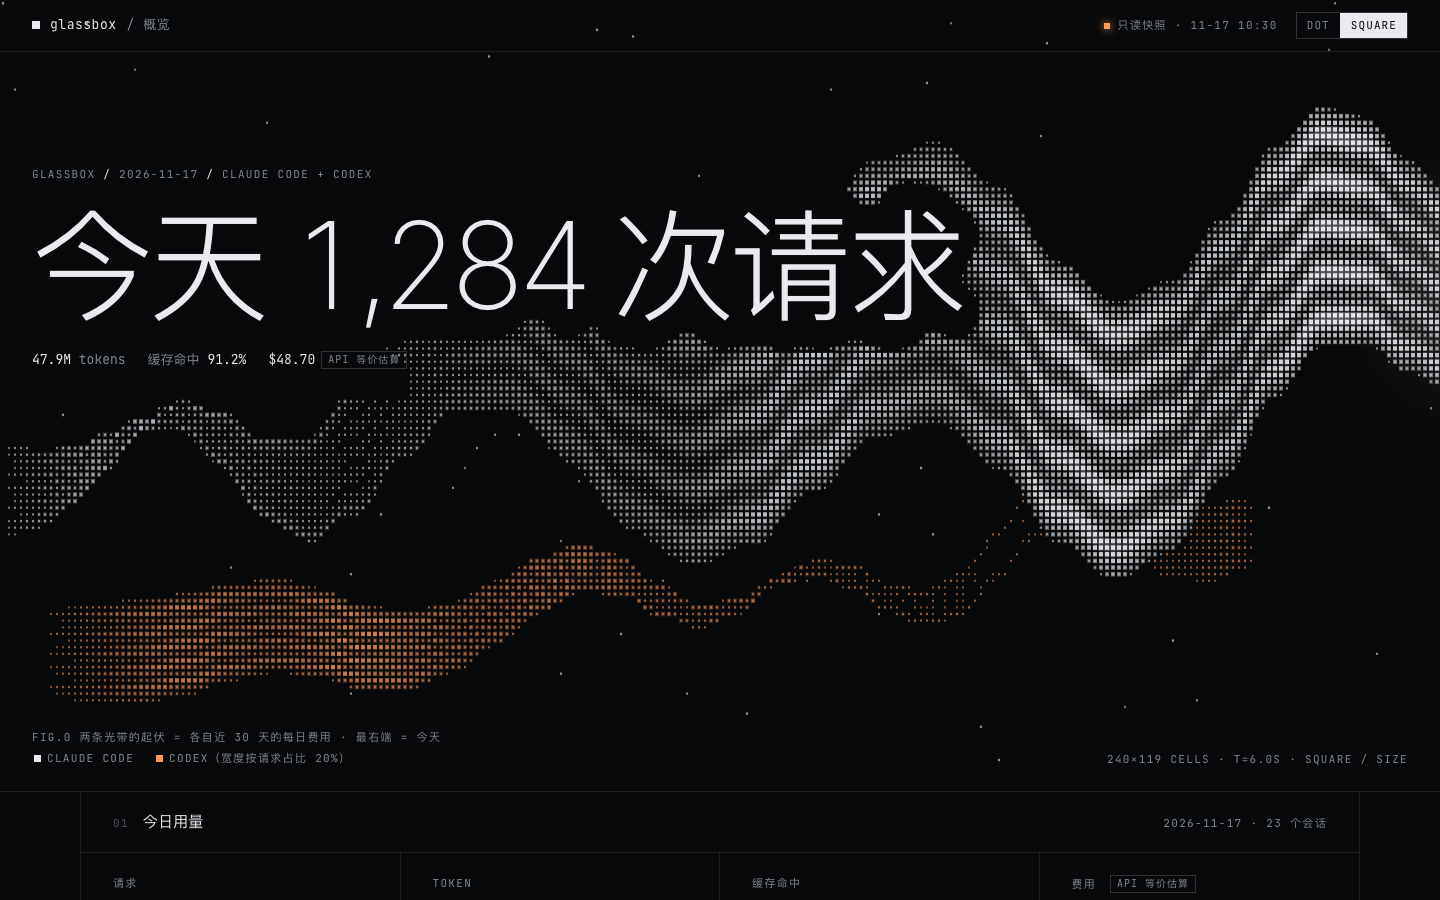 glassbox / 概览
只读快照 · 11-17 10:30
DOT SQUARE
GLASSBOX / 2026-11-17 / CLAUDE CODE + CODEX
今天 1,284 次请求
47.9M tokens 缓存命中 91.2% $48.70 API 等价估算
FIG.0 两条光带的起伏 = 各自近 30 天的每日费用 · 最右端 = 今天
CLAUDE CODE CODEX (宽度按请求占比 20%)
240×119 CELLS · T=6.0S · SQUARE / SIZE
01 今日用量
2026-11-17 · 23 个会话
请求 TOKEN 缓存命中 费用 API 等价估算